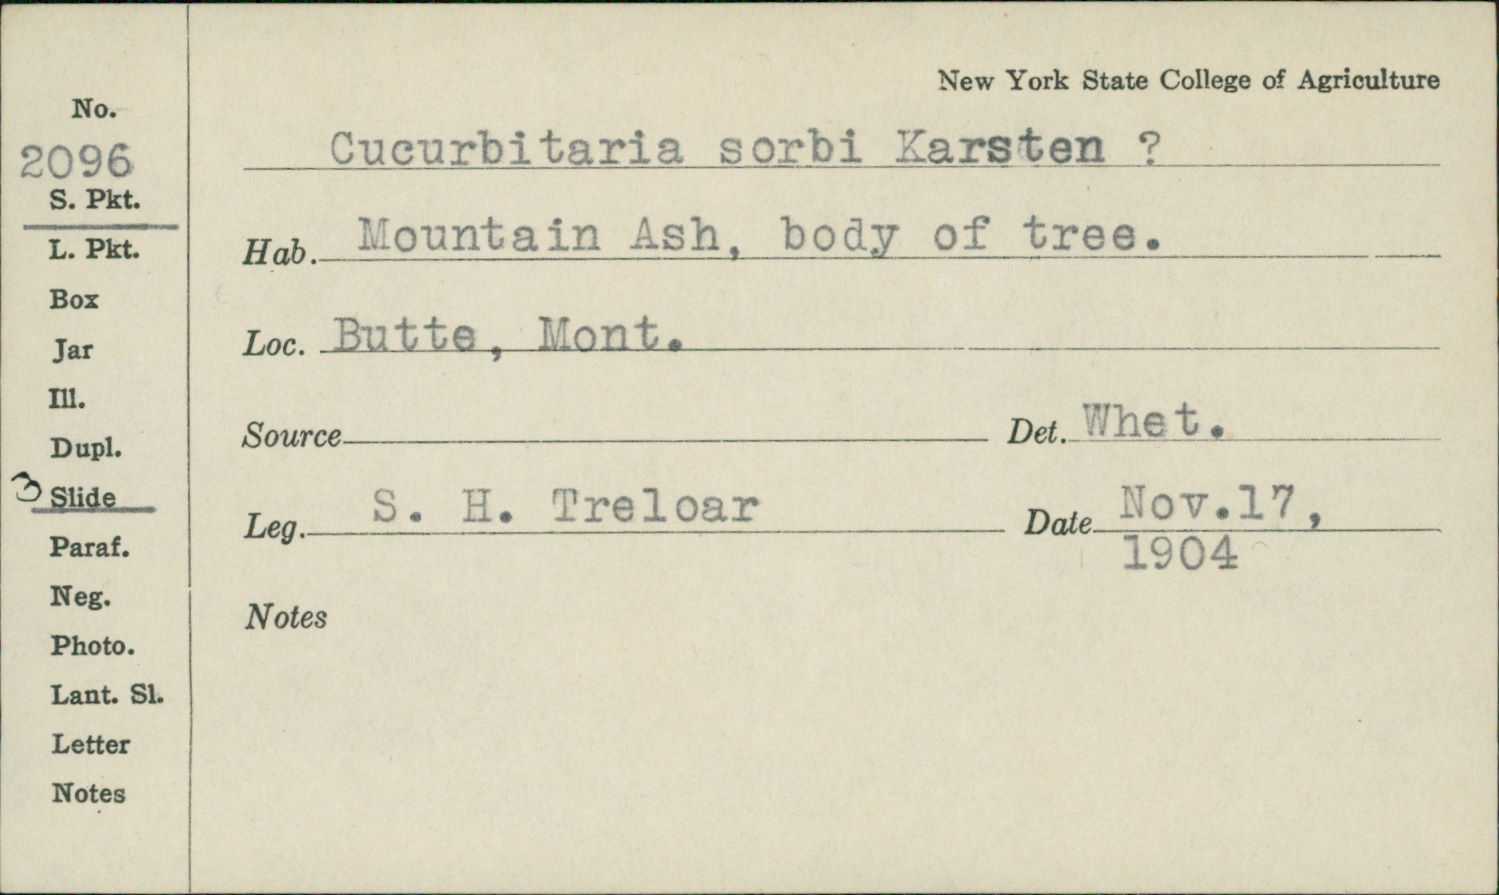 New York State College of Agriculture
No.
2096
S. Pkt.
L. Pkt.
Box
Jar
Ill.
Dupl.
3 Slide
Paraf.
Neg.
Photo.
Lant. Sl.
Letter
Notes
Cucurbitaria sorbi Karsten ?
Hab. Mountain Ash, body of tree.
Loc. Butte, Mont.
Source Det. Whet.
Leg. S. H. Treloar Date Nov.17,
1904
Notes